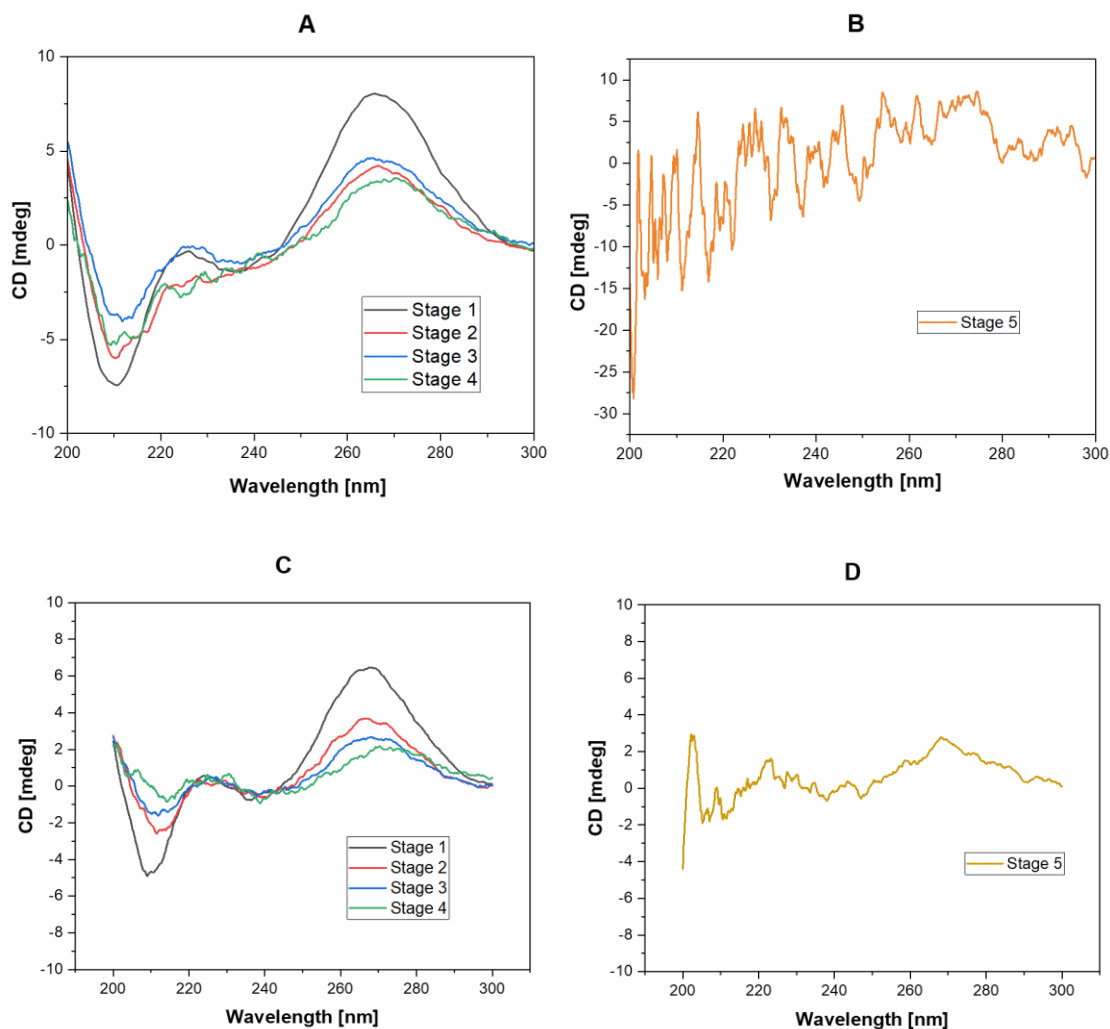 A
10
5
0
-5
-10
CD [mdeg]
Stage 1
Stage 2
Stage 3
Stage 4
200 220 240 260 280 300
Wavelength [nm]
B
10
5
0
-5
-10
-15
-20
-25
-30
CD [mdeg]
Stage 5
200 220 240 260 280 300
Wavelength [nm]
C
10
8
6
4
2
0
-2
-4
-6
-8
-10
CD [mdeg]
Stage 1
Stage 2
Stage 3
Stage 4
200 220 240 260 280 300
Wavelength [nm]
D
10
8
6
4
2
0
-2
-4
-6
-8
-10
CD [mdeg]
Stage 5
200 220 240 260 280 300
Wavelength [nm]